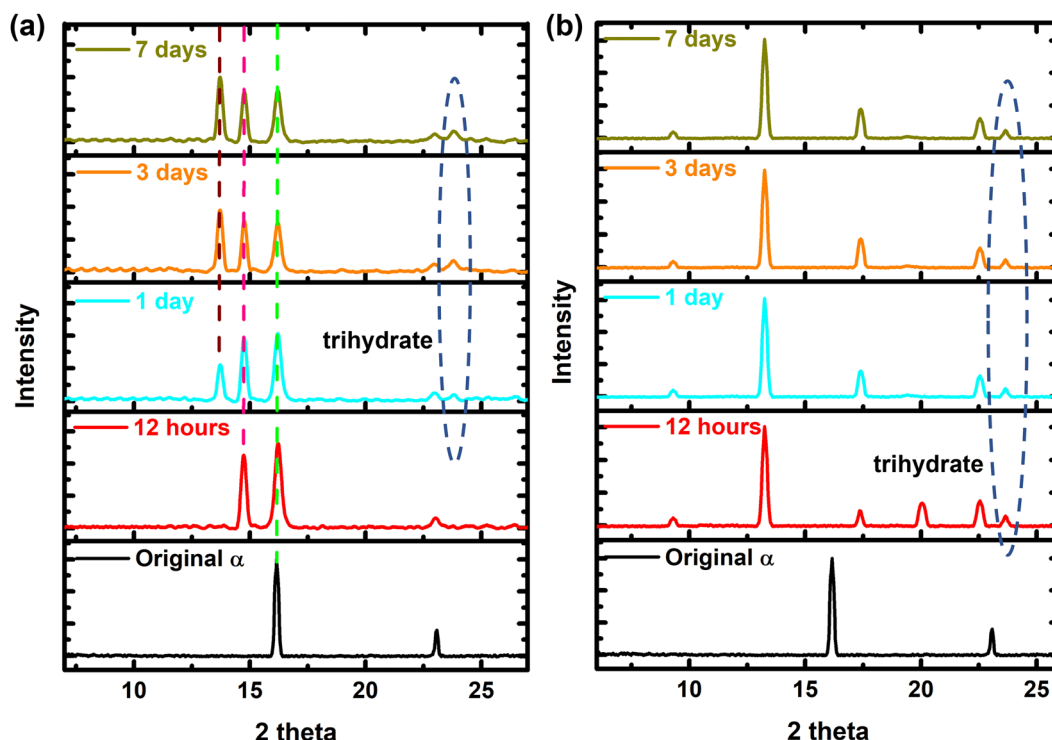 (a)
7 days
3 days
1 day
trihydrate
12 hours
Original α
Intensity
10 15 20 25
2 theta
(b)
7 days
3 days
1 day
12 hours
trihydrate
Original α
Intensity
10 15 20 25
2 theta